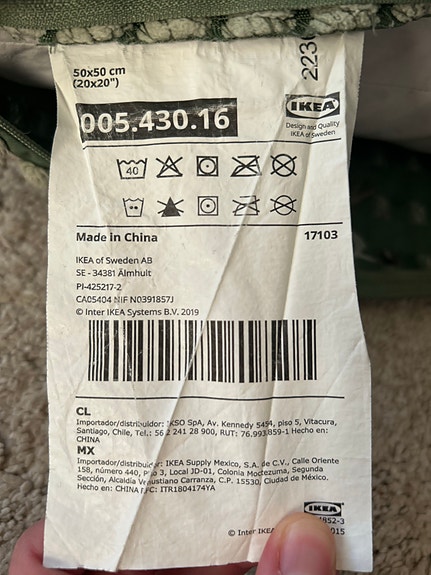 50x50 cm
(20x20")
005.430.16
IKEA
Design and Quality
IKEA of Sweden
40
Made in China
17103
IKEA of Sweden AB
SE - 34381 Älmhult
PI-425217-2
CA05404 NIF N0391857J
© Inter IKEA Systems B.V. 2019
CL
Importador/distribuidor: IKSO SpA, Av. Kennedy 5454, piso 5, Vitacura,
Santiago, Chile, Tel.: 56 2 241 28 900, RUT: 76.993.859-1 Hecho en:
CHINA
MX
Importador/distribuidor: IKEA Supply Mexico, S.A. de C.V., Calle Oriente
158, número 440, Piso 3, Local JD-01, Colonia Moctezuma, Segunda
Sección, Alcaldía Venustiano Carranza, C.P. 15530, Ciudad de México.
Hecho en: CHINA RFC: ITR1804174YA
IKEA
852-3
© Inter IKEA